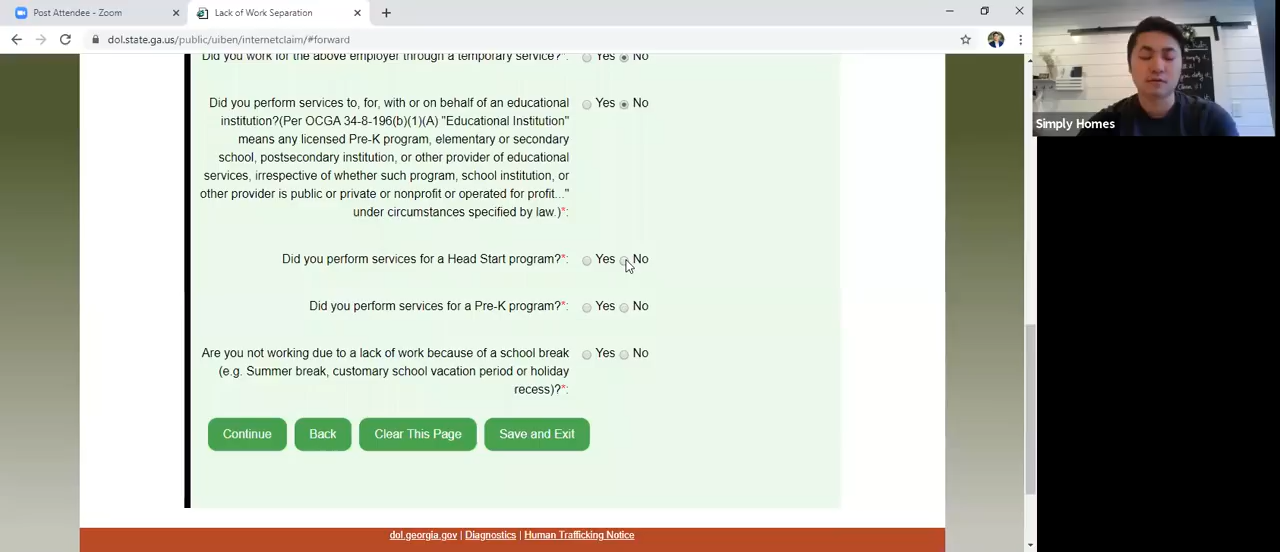 Post Attendee - Zoom
Lack of Work Separation
dol.state.ga.us/public/uiben/internetclaim/#forward
Did you work for the above employer through a temporary service?*: Yes No
Did you perform services to, for, with or on behalf of an educational Yes No
institution?(Per OCGA 34-8-196(b)(1)(A) "Educational Institution"
means any licensed Pre-K program, elementary or secondary
school, postsecondary institution, or other provider of educational
services, irrespective of whether such program, school institution, or
other provider is public or private or nonprofit or operated for profit..."
under circumstances specified by law.)*:
Did you perform services for a Head Start program?*: Yes No
Did you perform services for a Pre-K program?*: Yes No
Are you not working due to a lack of work because of a school break Yes No
(e.g. Summer break, customary school vacation period or holiday
recess)?*:
Continue Back Clear This Page Save and Exit
dol.georgia.gov | Diagnostics | Human Trafficking Notice
Simply Homes